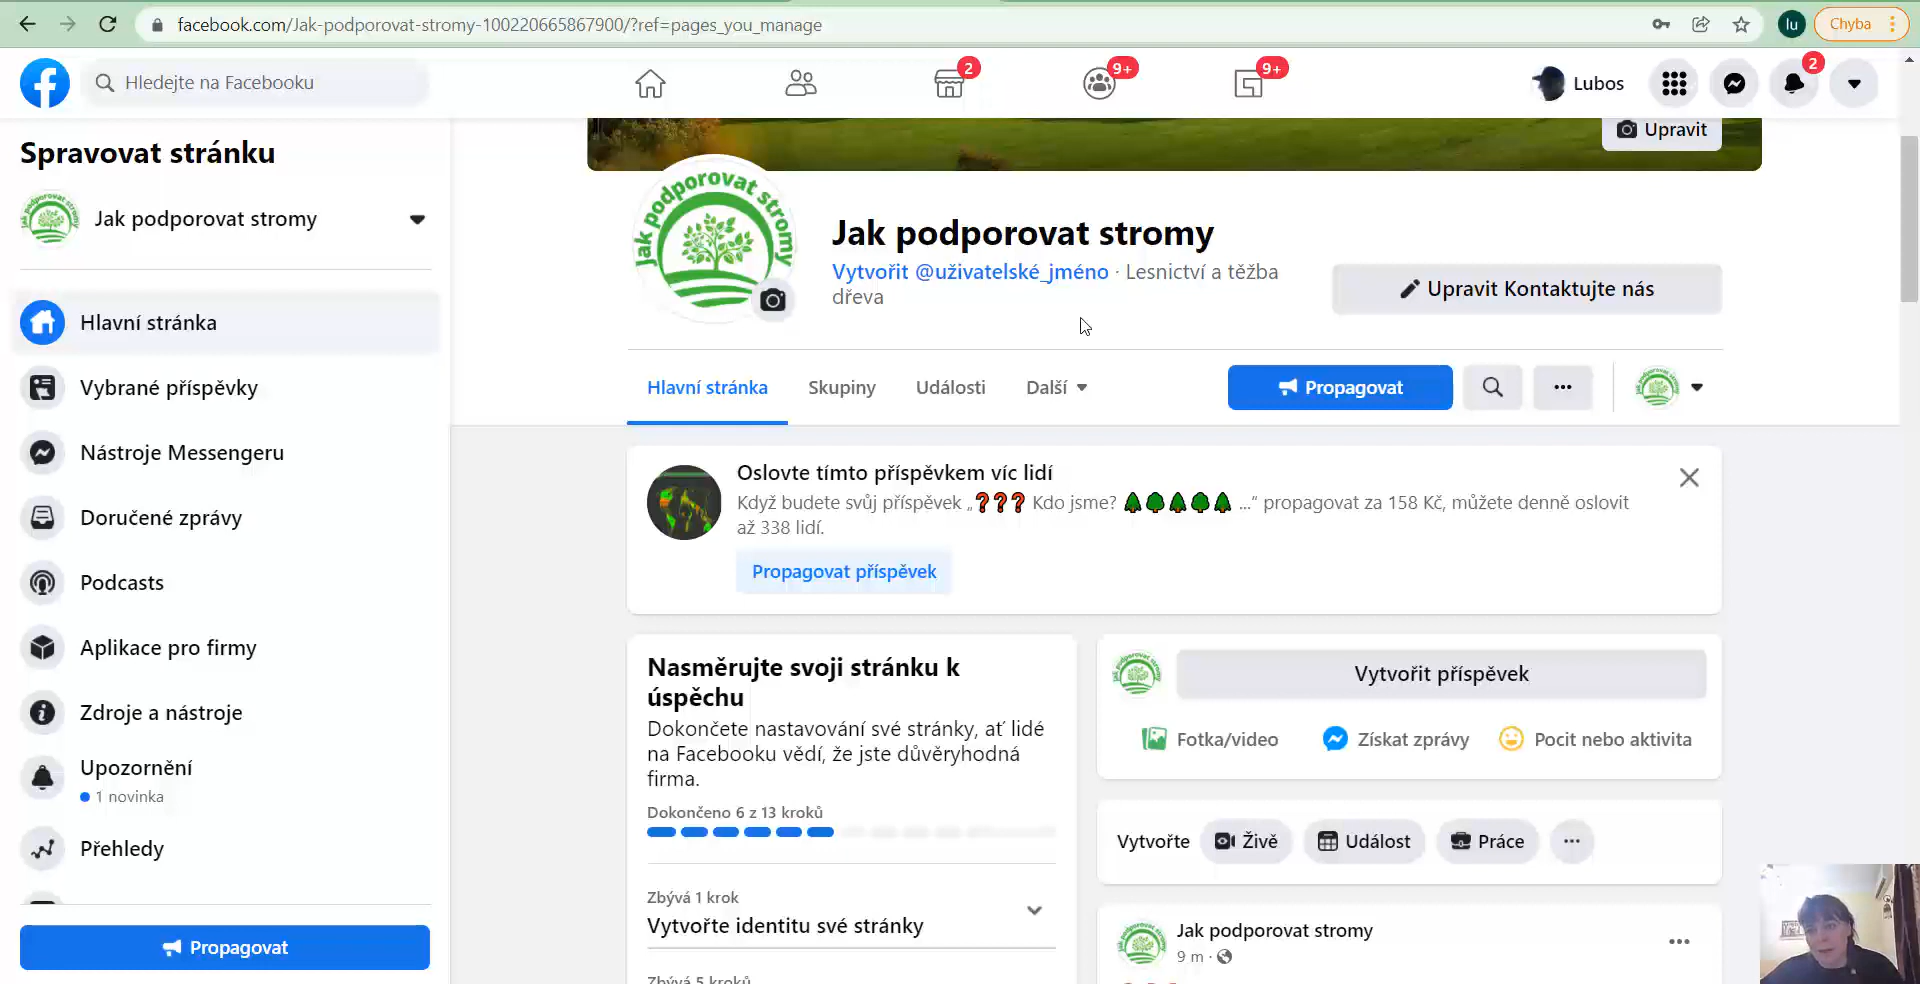 facebook.com/Jak-podporovat-stromy-100220665867900/?ref=pages_you_manage
lu
Chyba
Hledejte na Facebooku
2
9+
9+
Lubos
2
Spravovat stránku
Jak podporovat stromy
Hlavní stránka
Vybrané příspěvky
Nástroje Messengeru
Doručené zprávy
Podcasts
Aplikace pro firmy
Zdroje a nástroje
Upozornění
1 novinka
Přehledy
Propagovat
Upravit
Jak podporovat stromy
Jak podporovat stromy
Vytvořit @uživatelské_jméno · Lesnictví a těžba
dřeva
Upravit Kontaktujte nás
Hlavní stránka
Skupiny
Události
Další
Propagovat
Oslovte tímto příspěvkem víc lidí
Když budete svůj příspěvek „❓❓❓ Kdo jsme? 🌲🌳🌲🌳🌲 ...“ propagovat za 158 Kč, můžete denně oslovit
až 338 lidí.
Propagovat příspěvek
Nasměrujte svoji stránku k
úspěchu
Dokončete nastavování své stránky, ať lidé
na Facebooku vědí, že jste důvěryhodná
firma.
Dokončeno 6 z 13 kroků
Zbývá 1 krok
Vytvořte identitu své stránky
Zbývá 5 kroků
Vytvořit příspěvek
Fotka/video
Získat zprávy
Pocit nebo aktivita
Vytvořte
Živě
Událost
Práce
Jak podporovat stromy
9 m ·